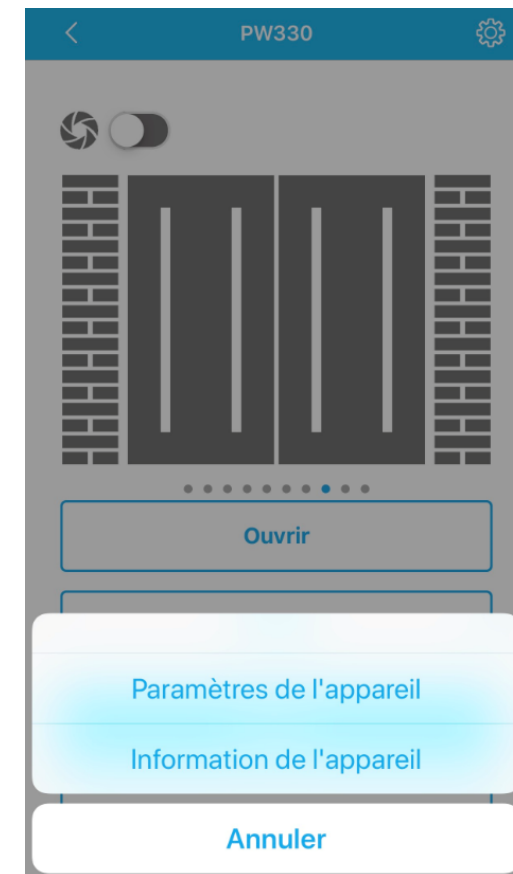 PW330
Ouvrir
Paramètres de l'appareil
Information de l'appareil
Annuler